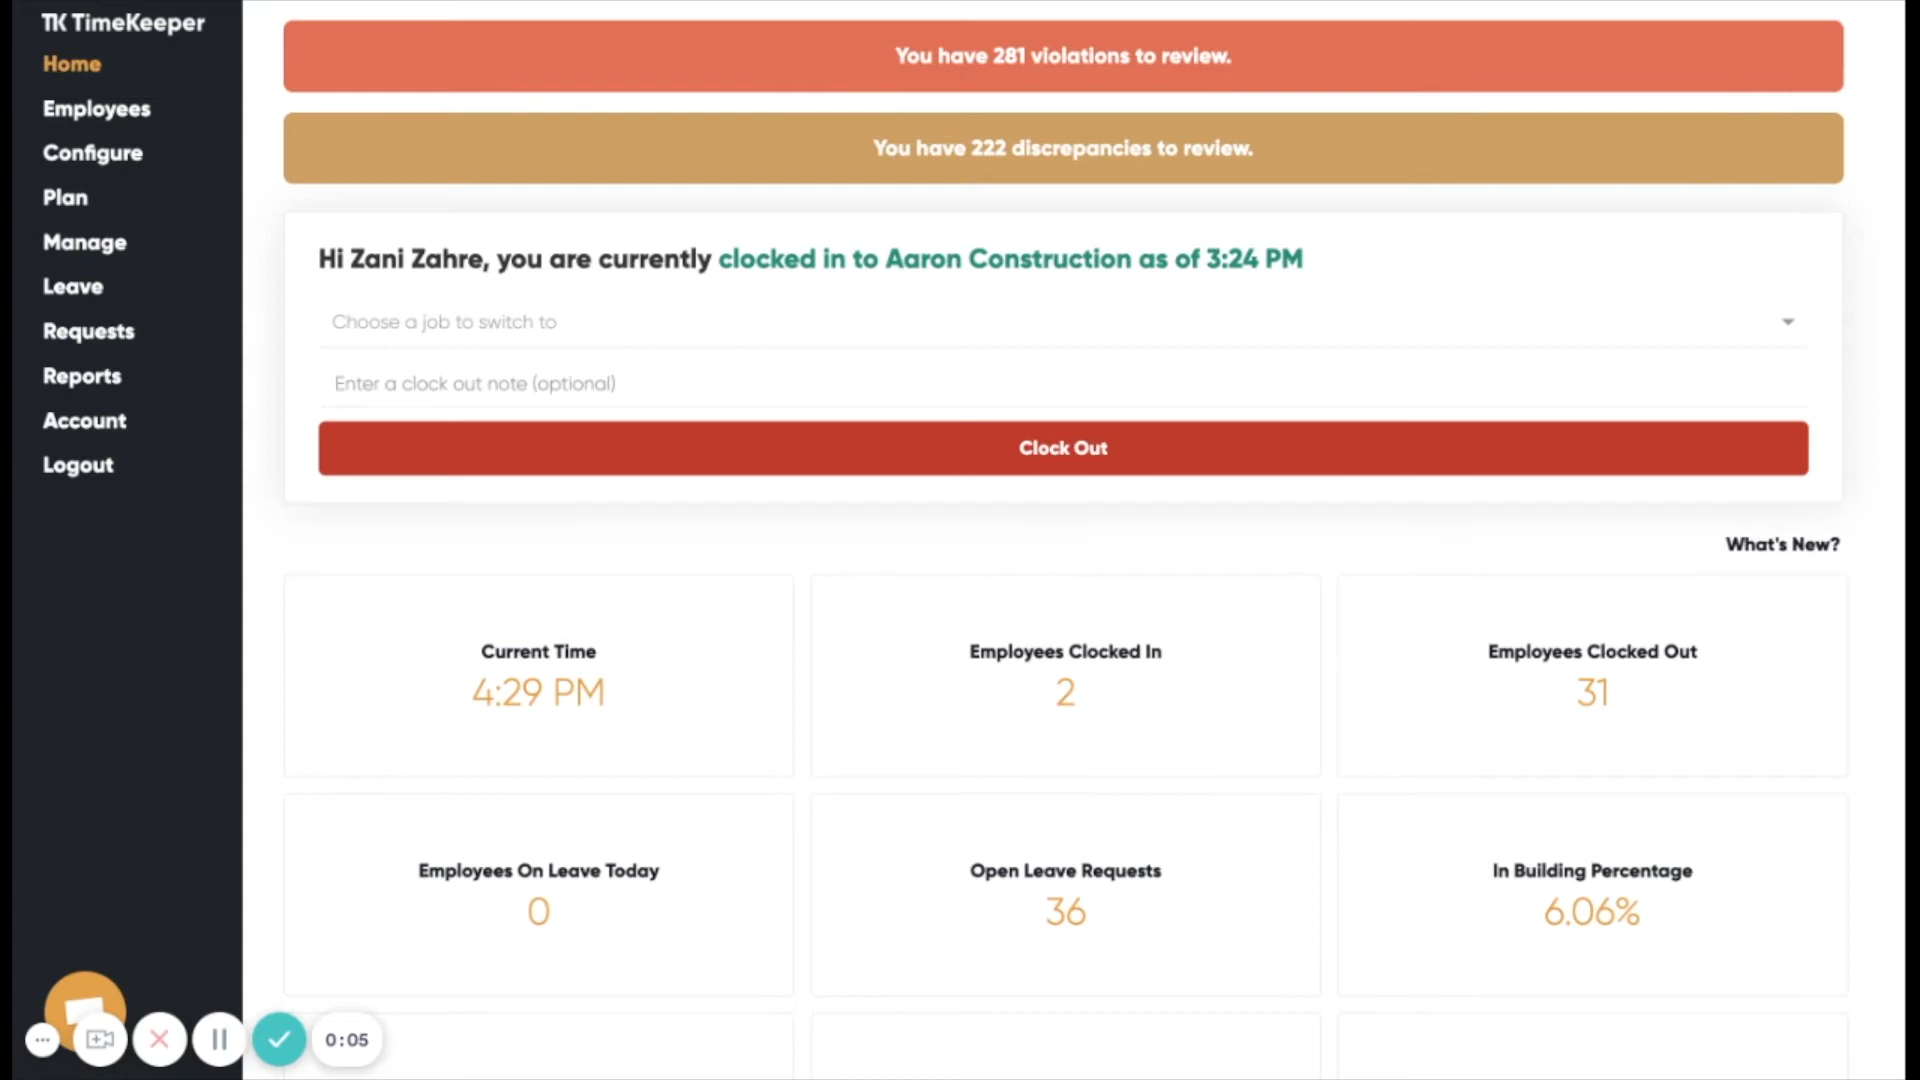 TK TimeKeeper
Home
Employees
Configure
Plan
Manage
Leave
Requests
Reports
Account
Logout
You have 281 violations to review.
You have 222 discrepancies to review.
Hi Zani Zahre, you are currently clocked in to Aaron Construction as of 3:24 PM
Choose a job to switch to
Enter a clock out note (optional)
Clock Out
What's New?
Current Time
4:29 PM
Employees Clocked In
2
Employees Clocked Out
31
Employees On Leave Today
0
Open Leave Requests
36
In Building Percentage
6.06%
0:05